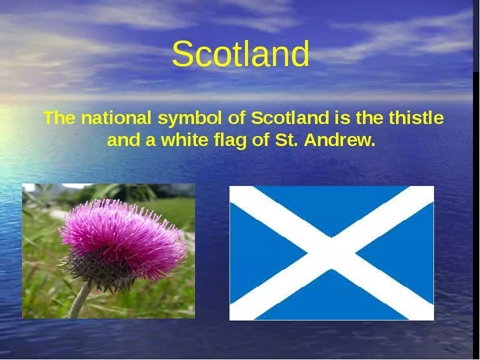 Scotland
The national symbol of Scotland is the thistle
and a white flag of St. Andrew.